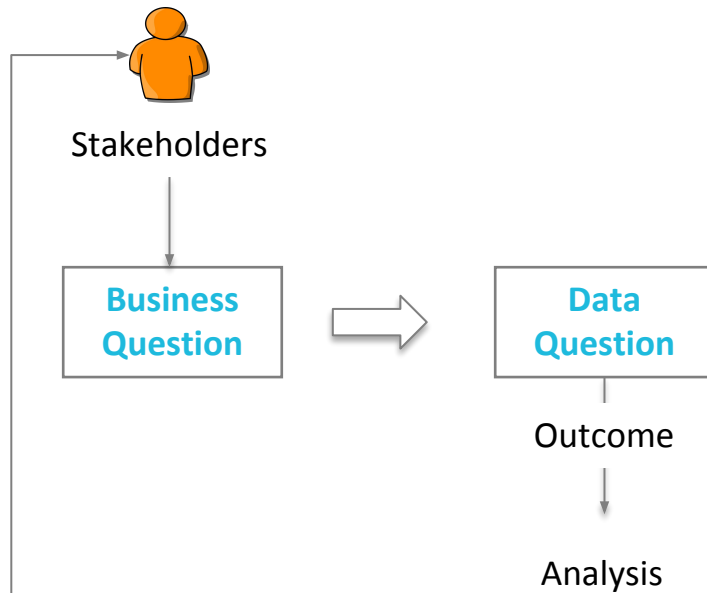 Stakeholders
Business
Question
Data
Question
Outcome
Analysis